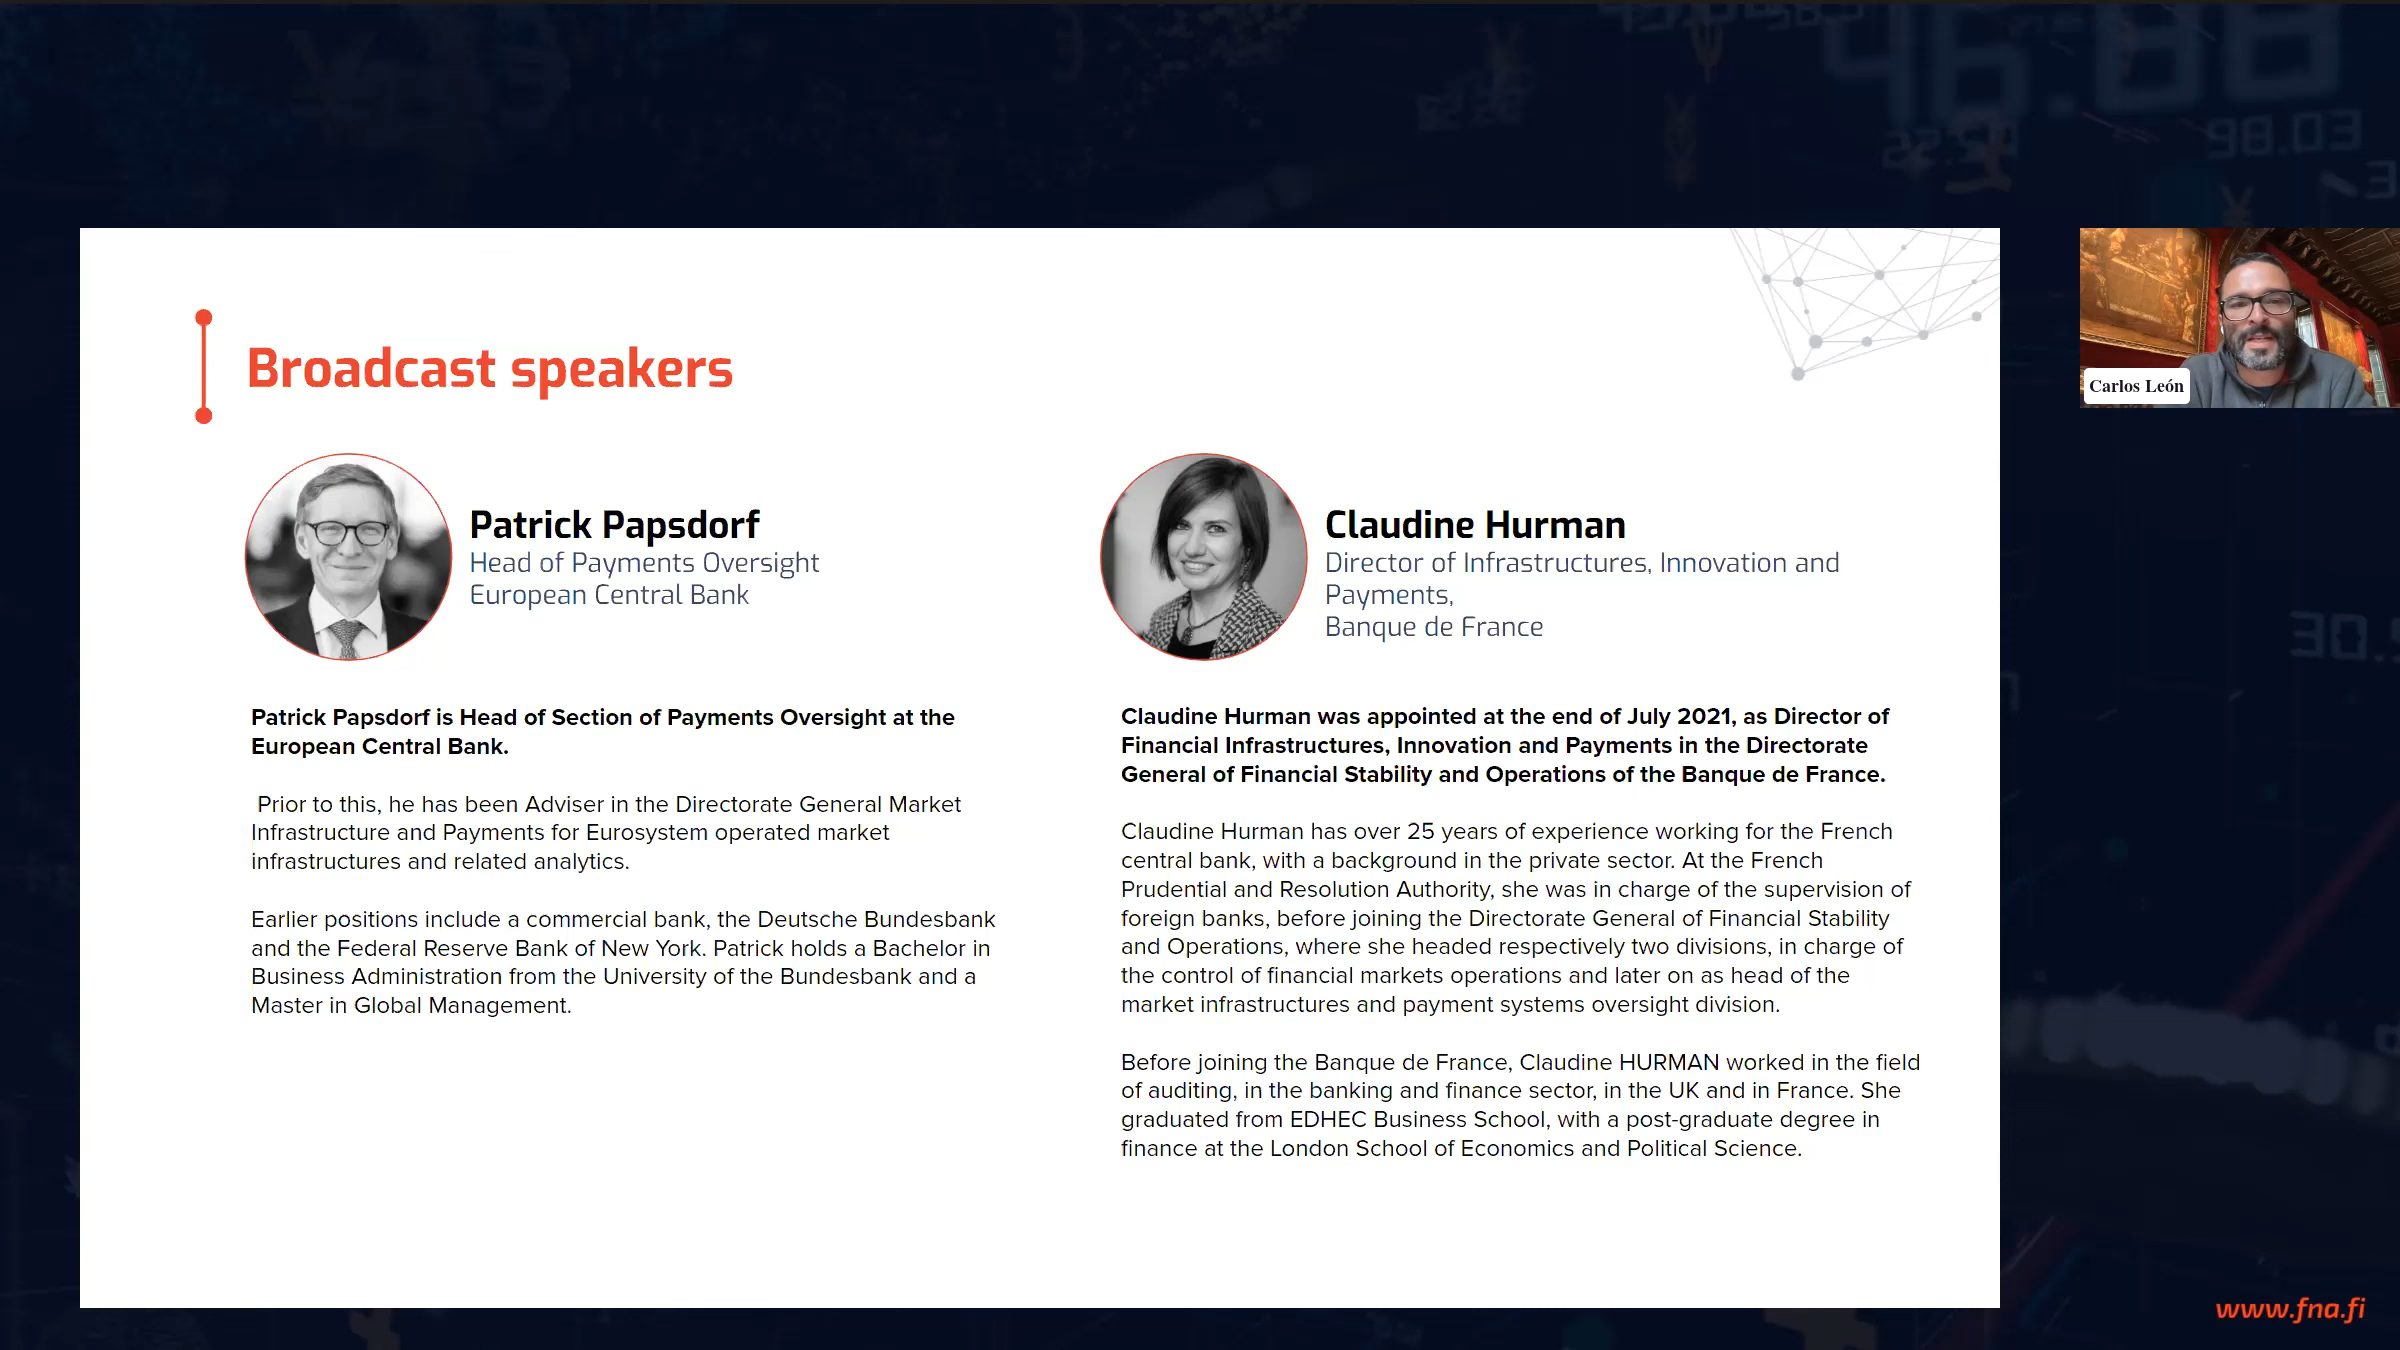 46.88
98.03
Broadcast speakers
Carlos León
Patrick Papsdorf
Head of Payments Oversight
European Central Bank
Claudine Hurman
Director of Infrastructures, Innovation and
Payments,
Banque de France
Patrick Papsdorf is Head of Section of Payments Oversight at the
European Central Bank.
Prior to this, he has been Adviser in the Directorate General Market
Infrastructure and Payments for Eurosystem operated market
infrastructures and related analytics.
Earlier positions include a commercial bank, the Deutsche Bundesbank
and the Federal Reserve Bank of New York. Patrick holds a Bachelor in
Business Administration from the University of the Bundesbank and a
Master in Global Management.
Claudine Hurman was appointed at the end of July 2021, as Director of
Financial Infrastructures, Innovation and Payments in the Directorate
General of Financial Stability and Operations of the Banque de France.
Claudine Hurman has over 25 years of experience working for the French
central bank, with a background in the private sector. At the French
Prudential and Resolution Authority, she was in charge of the supervision of
foreign banks, before joining the Directorate General of Financial Stability
and Operations, where she headed respectively two divisions, in charge of
the control of financial markets operations and later on as head of the
market infrastructures and payment systems oversight division.
Before joining the Banque de France, Claudine HURMAN worked in the field
of auditing, in the banking and finance sector, in the UK and in France. She
graduated from EDHEC Business School, with a post-graduate degree in
finance at the London School of Economics and Political Science.
www.fna.fi